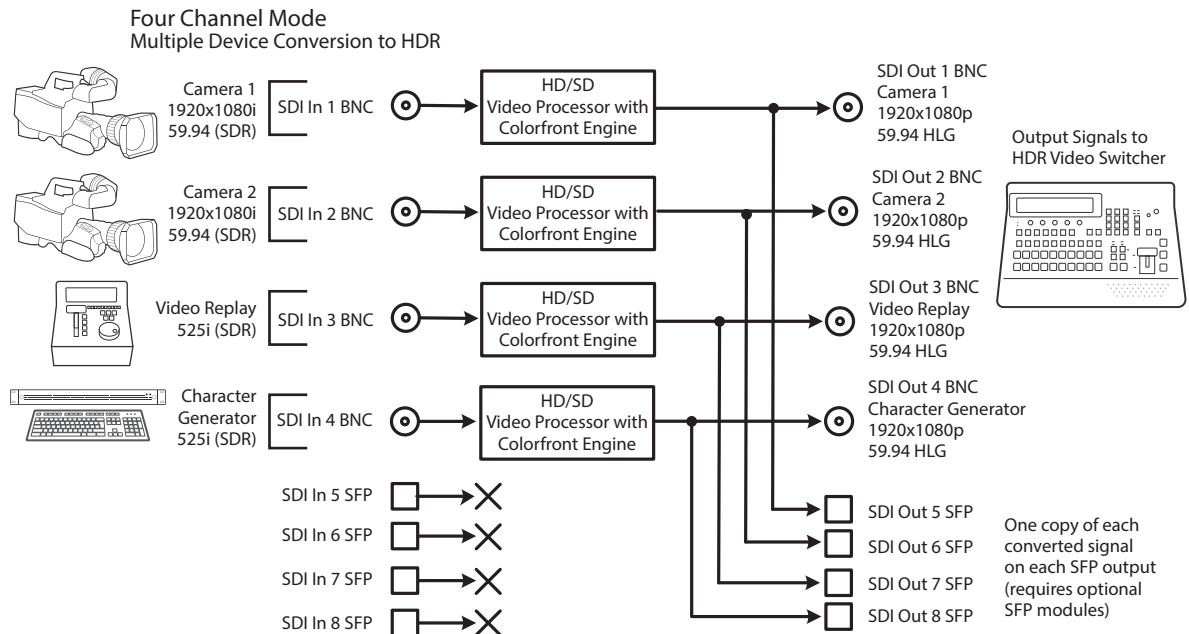 Four Channel Mode
Multiple Device Conversion to HDR
Camera 1
1920x1080i
59.94 (SDR)
SDI In 1 BNC
HD/SD
Video Processor with
Colorfront Engine
SDI Out 1 BNC
Camera 1
1920x1080p
59.94 HLG
Output Signals to
HDR Video Switcher
Camera 2
1920x1080i
59.94 (SDR)
SDI In 2 BNC
HD/SD
Video Processor with
Colorfront Engine
SDI Out 2 BNC
Camera 2
1920x1080p
59.94 HLG
Video Replay
525i (SDR)
SDI In 3 BNC
HD/SD
Video Processor with
Colorfront Engine
SDI Out 3 BNC
Video Replay
1920x1080p
59.94 HLG
Character
Generator
525i (SDR)
SDI In 4 BNC
HD/SD
Video Processor with
Colorfront Engine
SDI Out 4 BNC
Character Generator
1920x1080p
59.94 HLG
SDI In 5 SFP
SDI In 6 SFP
SDI In 7 SFP
SDI In 8 SFP
SDI Out 5 SFP
SDI Out 6 SFP
SDI Out 7 SFP
SDI Out 8 SFP
One copy of each
converted signal
on each SFP output
(requires optional
SFP modules)